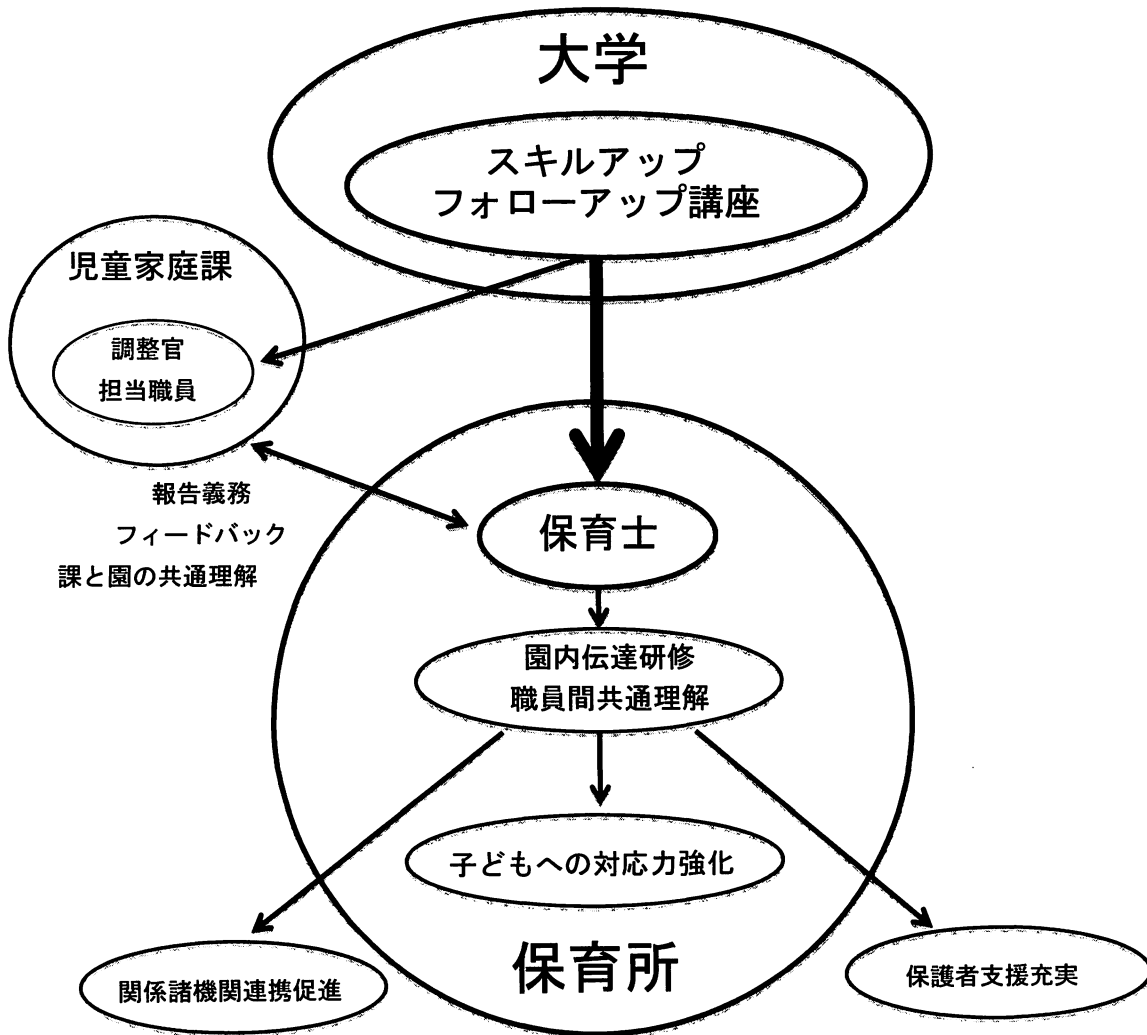 大学
スキルアップ
フォローアップ講座
児童家庭課
調整官
担当職員
報告義務
フィードバック
課と園の共通理解
保育士
園内伝達研修
職員間共通理解
子どもへの対応力強化
保育所
関係諸機関連携促進
保護者支援充実